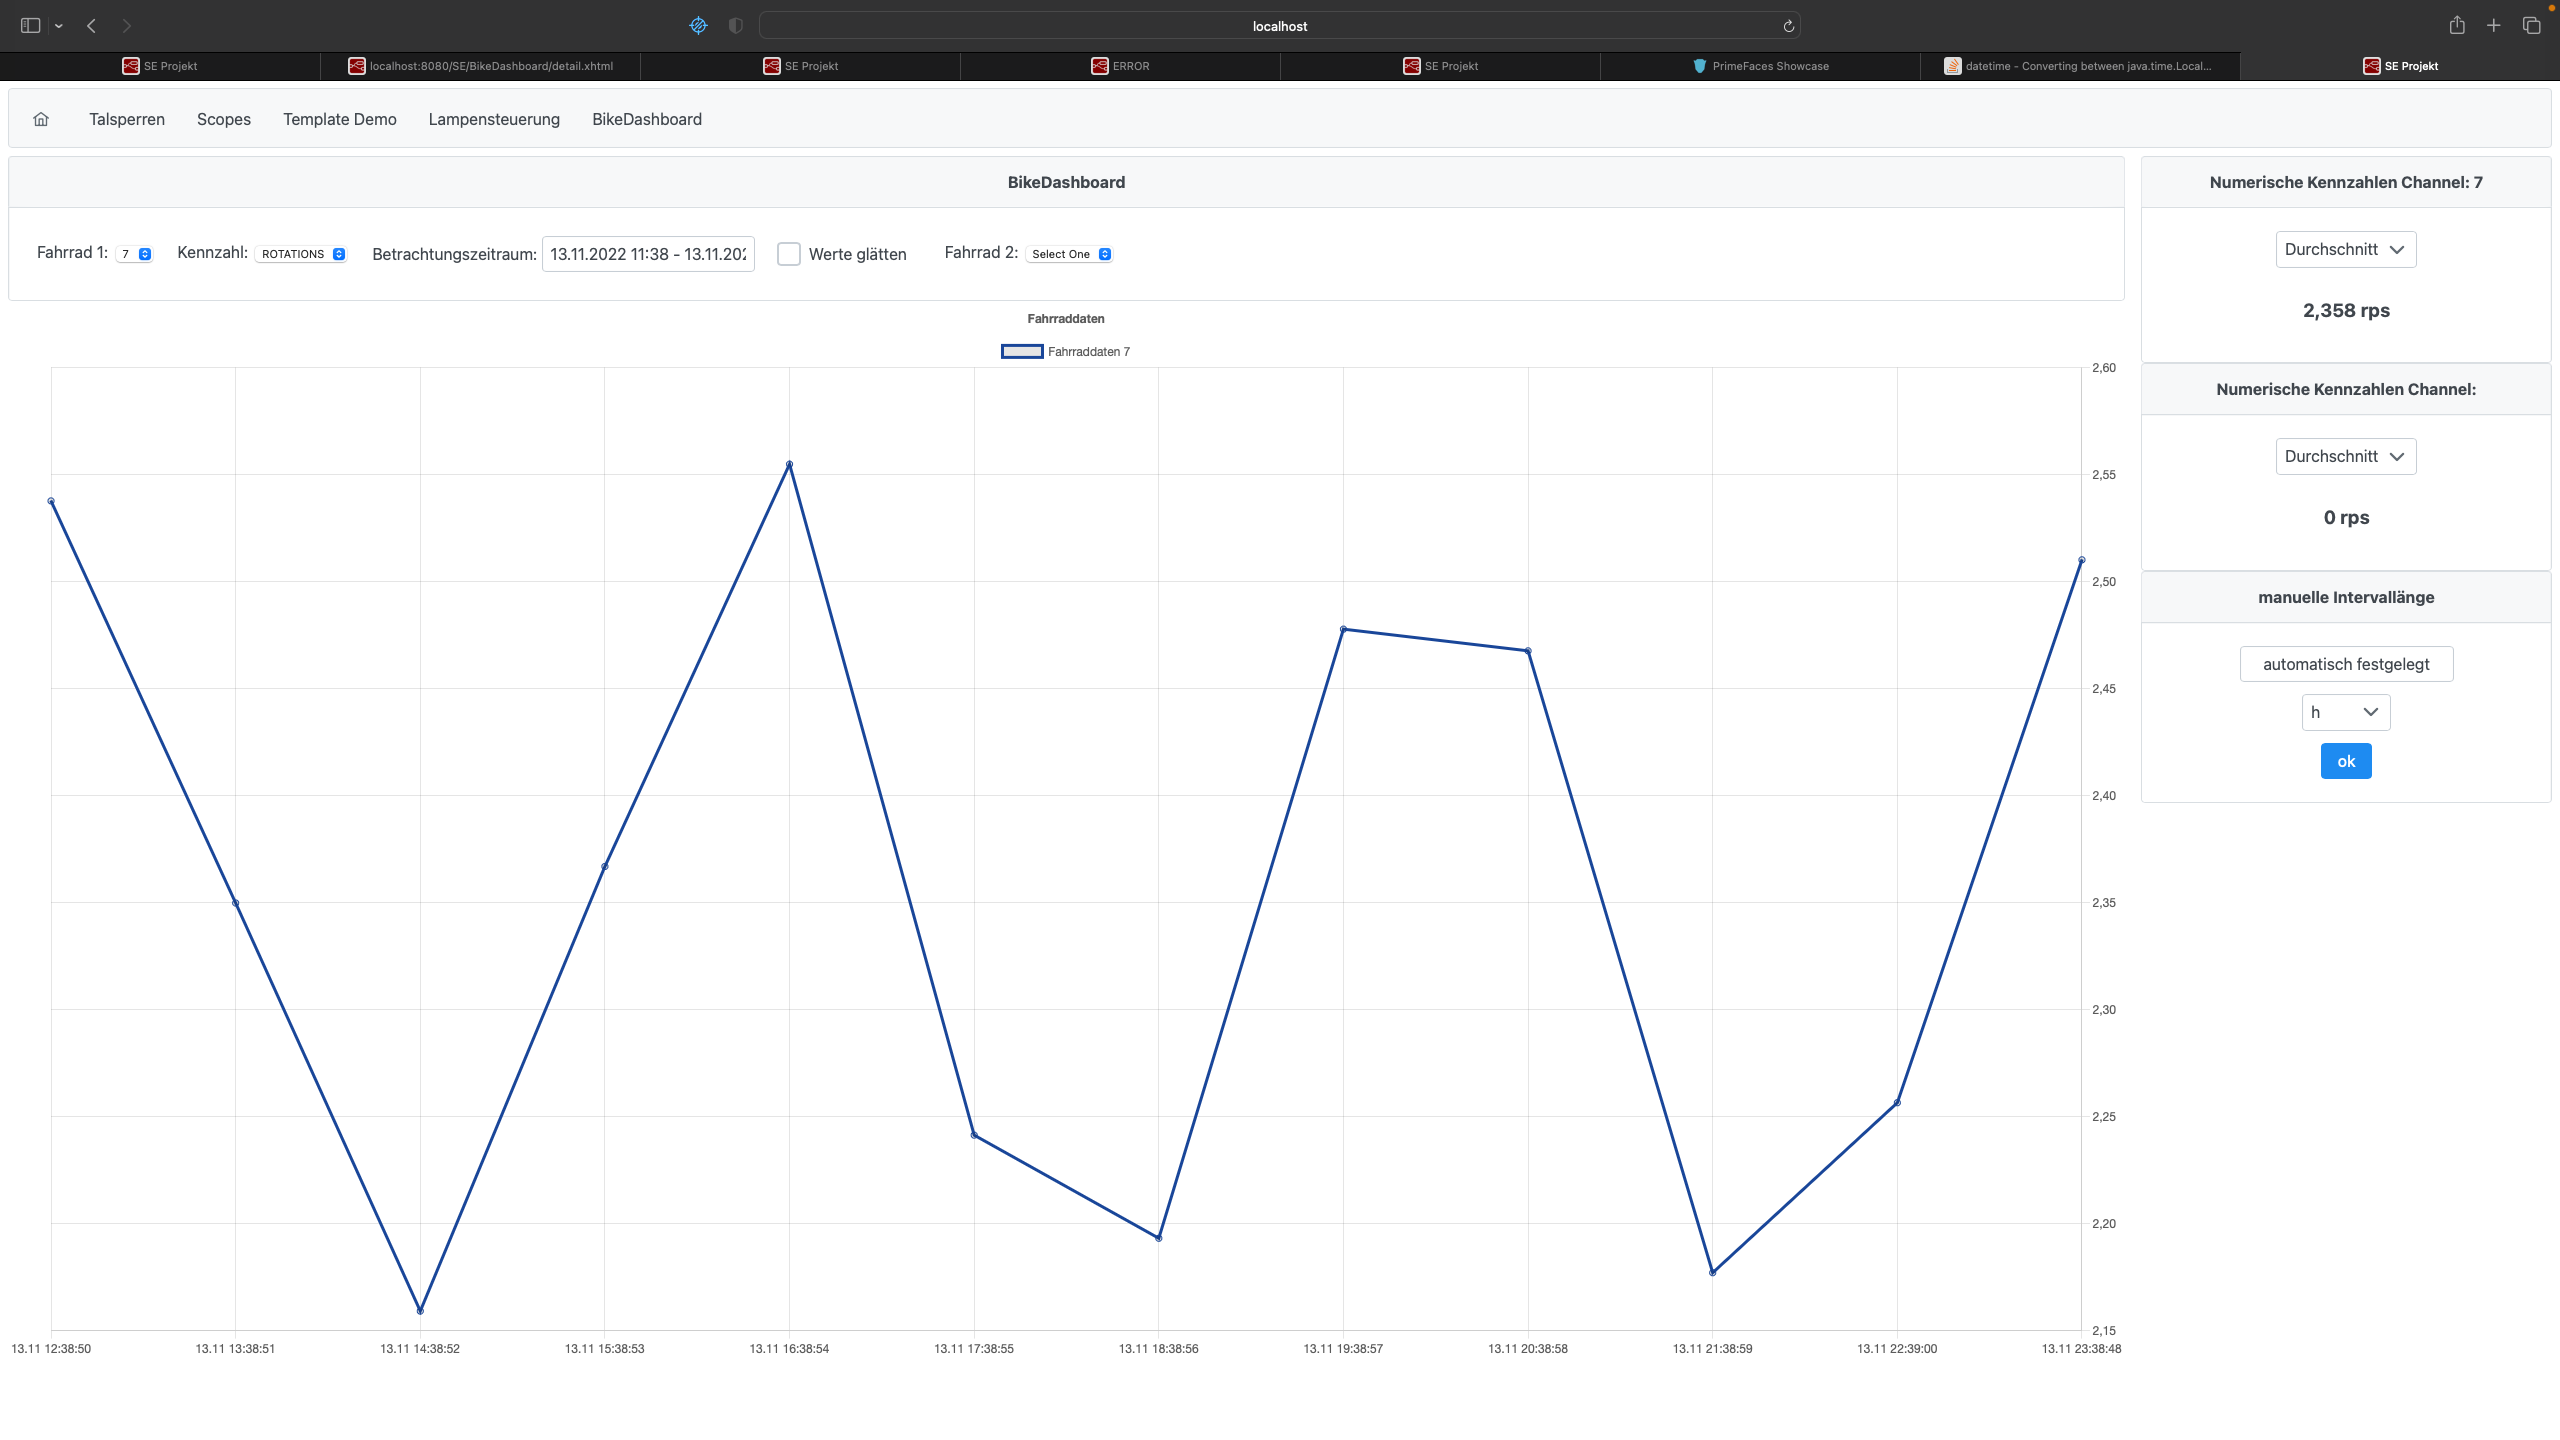 localhost
SE Projekt
localhost:8080/SE/BikeDashboard/detail.xhtml
SE Projekt
ERROR
SE Projekt
PrimeFaces Showcase
datetime - Converting between java.time.Local...
SE Projekt
Talsperren Scopes Template Demo Lampensteuerung BikeDashboard
BikeDashboard
Fahrrad 1: 7 Kennzahl: ROTATIONS Betrachtungszeitraum: 13.11.2022 11:38 - 13.11.202 Werte glätten Fahrrad 2: Select One
Fahrraddaten
Fahrraddaten 7
2,60
2,55
2,50
2,45
2,40
2,35
2,30
2,25
2,20
2,15
13.11 12:38:50 13.11 13:38:51 13.11 14:38:52 13.11 15:38:53 13.11 16:38:54 13.11 17:38:55 13.11 18:38:56 13.11 19:38:57 13.11 20:38:58 13.11 21:38:59 13.11 22:39:00 13.11 23:38:48
Numerische Kennzahlen Channel: 7
Durchschnitt
2,358 rps
Numerische Kennzahlen Channel:
Durchschnitt
0 rps
manuelle Intervallänge
automatisch festgelegt
h
ok